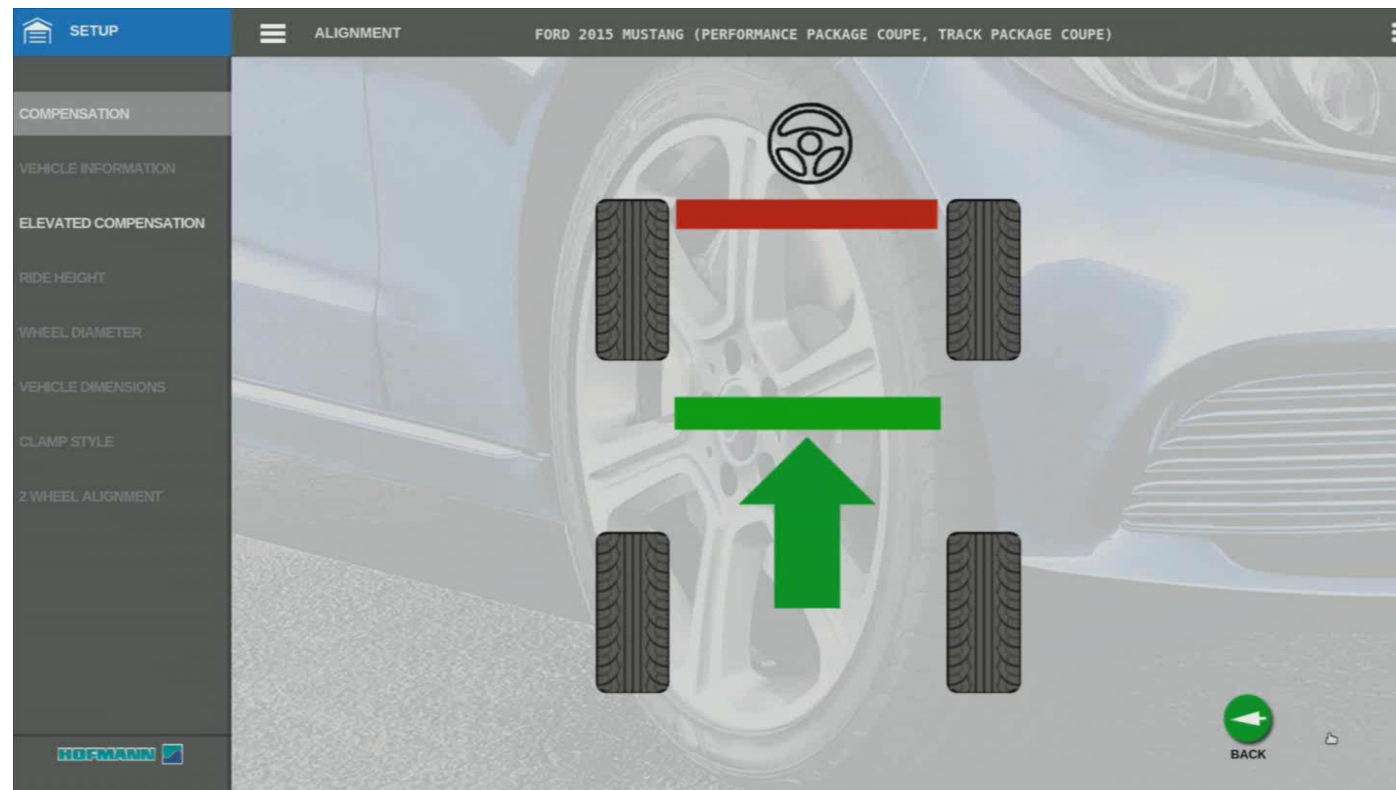 SETUP
ALIGNMENT
FORD 2015 MUSTANG (PERFORMANCE PACKAGE COUPE, TRACK PACKAGE COUPE)
COMPENSATION
VEHICLE INFORMATION
ELEVATED COMPENSATION
RIDE HEIGHT
WHEEL DIAMETER
VEHICLE DIMENSIONS
CLAMP STYLE
2 WHEEL ALIGNMENT
HOFMANN
BACK